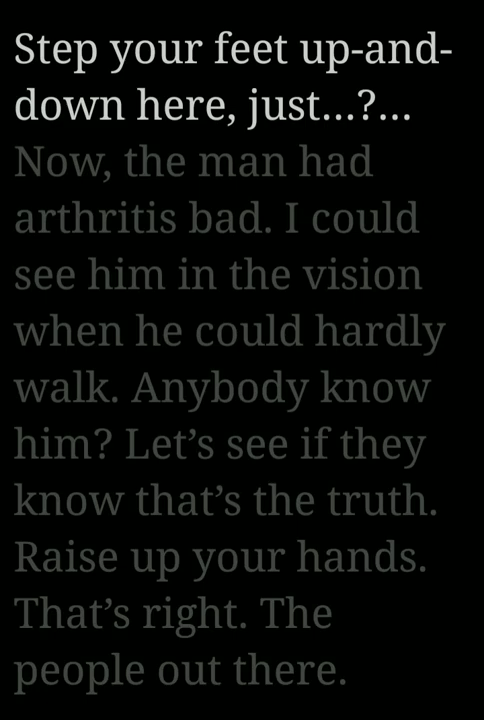 Step your feet up-and-
down here, just...?...
Now, the man had
arthritis bad. I could
see him in the vision
when he could hardly
walk. Anybody know
him? Let’s see if they
know that’s the truth.
Raise up your hands.
That’s right. The
people out there.